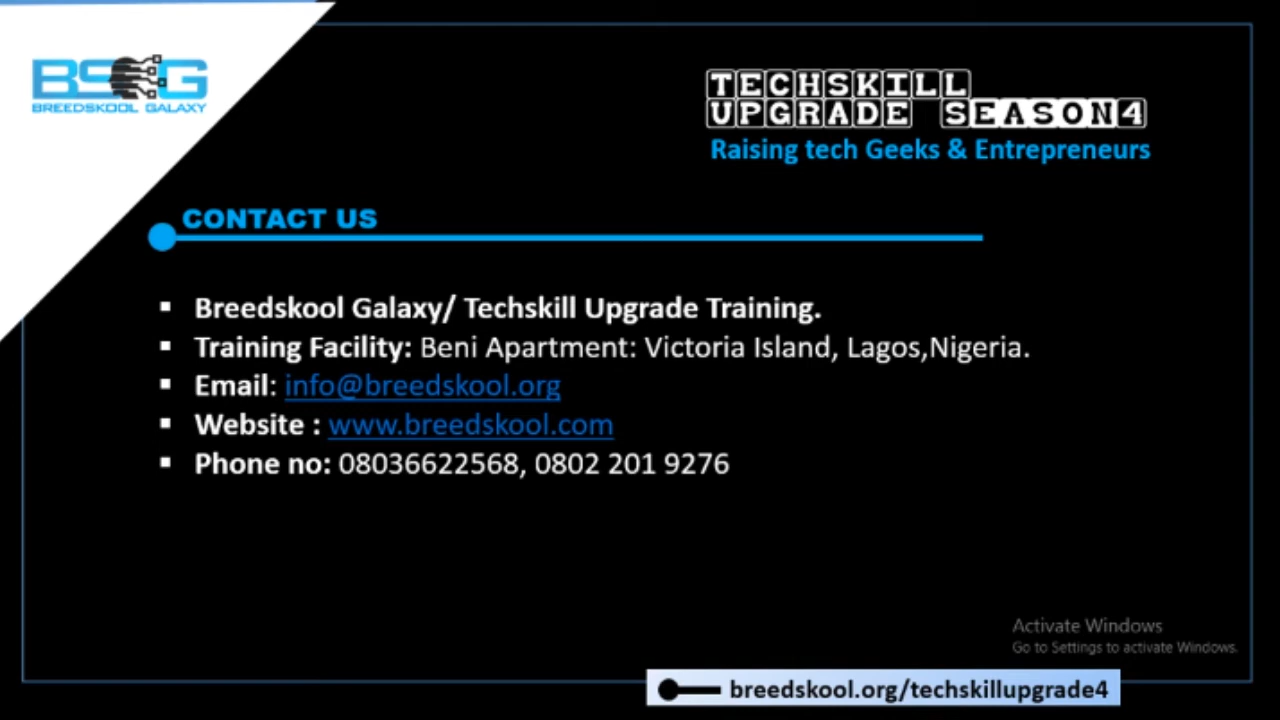 BSG
BREEDSKOOL GALAXY
TECHSKILL
UPGRADE SEASON4
Raising tech Geeks & Entrepreneurs
CONTACT US
▪ Breedskool Galaxy/ Techskill Upgrade Training.
▪ Training Facility: Beni Apartment: Victoria Island, Lagos,Nigeria.
▪ Email: info@breedskool.org
▪ Website : www.breedskool.com
▪ Phone no: 08036622568, 0802 201 9276
Activate Windows
Go to Settings to activate Windows.
breedskool.org/techskillupgrade4